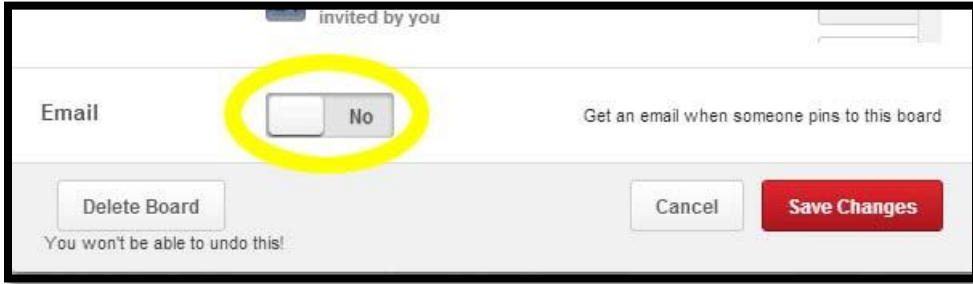 invited by you
Email No Get an email when someone pins to this board
Delete Board Cancel Save Changes
You won't be able to undo this!